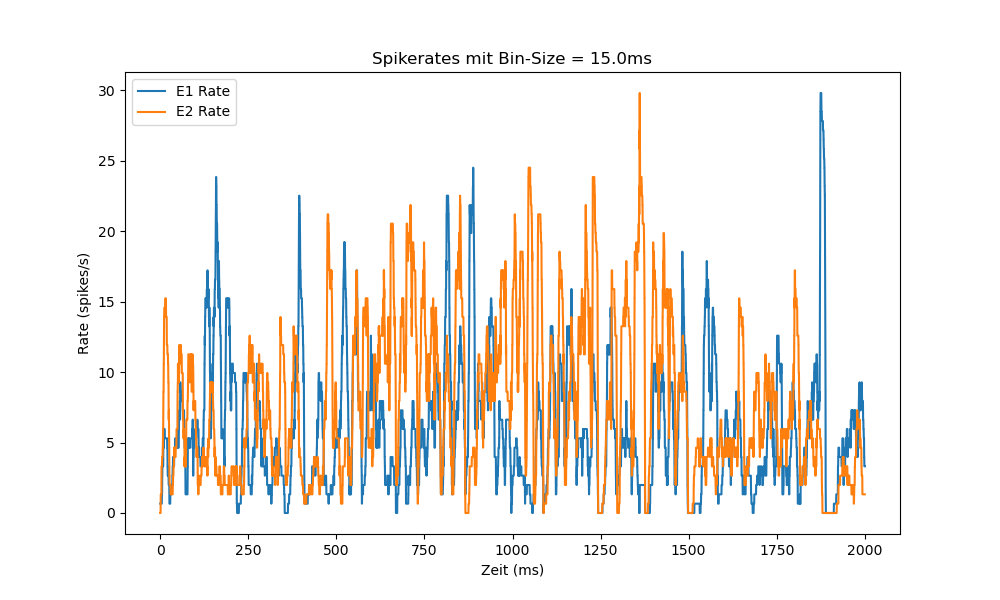 Spikerates mit Bin-Size = 15.0ms
E1 Rate
E2 Rate
30
25
20
15
10
5
0
Rate (spikes/s)
0 250 500 750 1000 1250 1500 1750 2000
Zeit (ms)